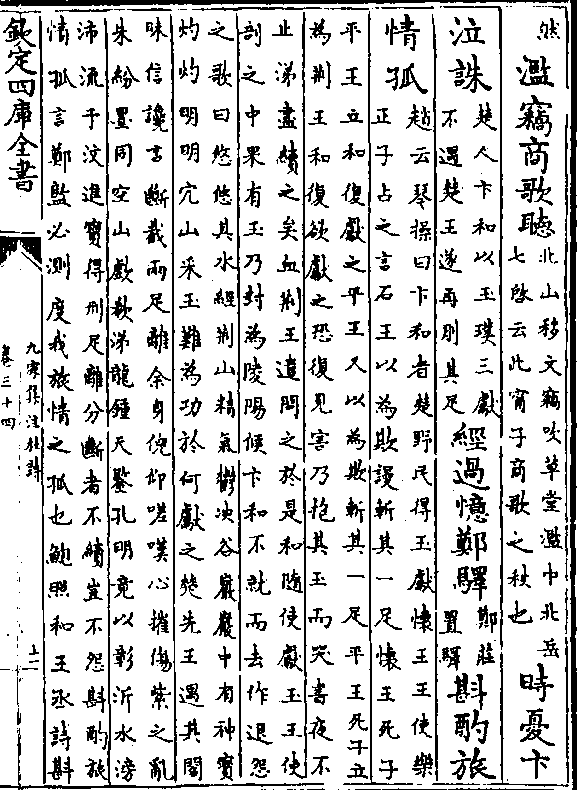 然濫竊商歌聽北山移文竊吹草堂濫巾北岳
七啟云此甯子商歌之秋也時憂卞
泣誅楚人卞和以玉璞三獻
不遇楚王遂再刖其足經過憶鄭驛鄭莊
置驛斟酌旅
情孤趙云琴操曰卞和者楚野民得玉獻懷王王使樂
正子占之言石王以為欺謾斬其一足懷王死子
平王立和復獻之平王又以為欺斬其一足平王死子立
為荆王和復欲獻之恐復見害乃抱其玉而哭晝夜不
止涕盡續之矣血荆王遣問之於是和隨使獻玉王使
剖之中果有玉乃封為陵陽侯卞和不就而去作退怨
之歌曰悠悠其水經荆山精氣鬱泱谷巖巖中有神寶
灼灼明明穴山采玉難為功於何獻之楚先王遇其闇
昧信讒言斷截兩足離余身俛仰嗟嘆心摧傷紫之亂
朱紛墨同空山歔欷涕龍鍾天鑒孔明竟以彰沂水滂
沛流于汶進寶得刑足離分斷者不續豈不怨斟酌旅
情孤言鄭監必測度我旅情之孤也鮑照和王丞詩斟
欽定四庫全書
九家集注杜詩
卷三十四